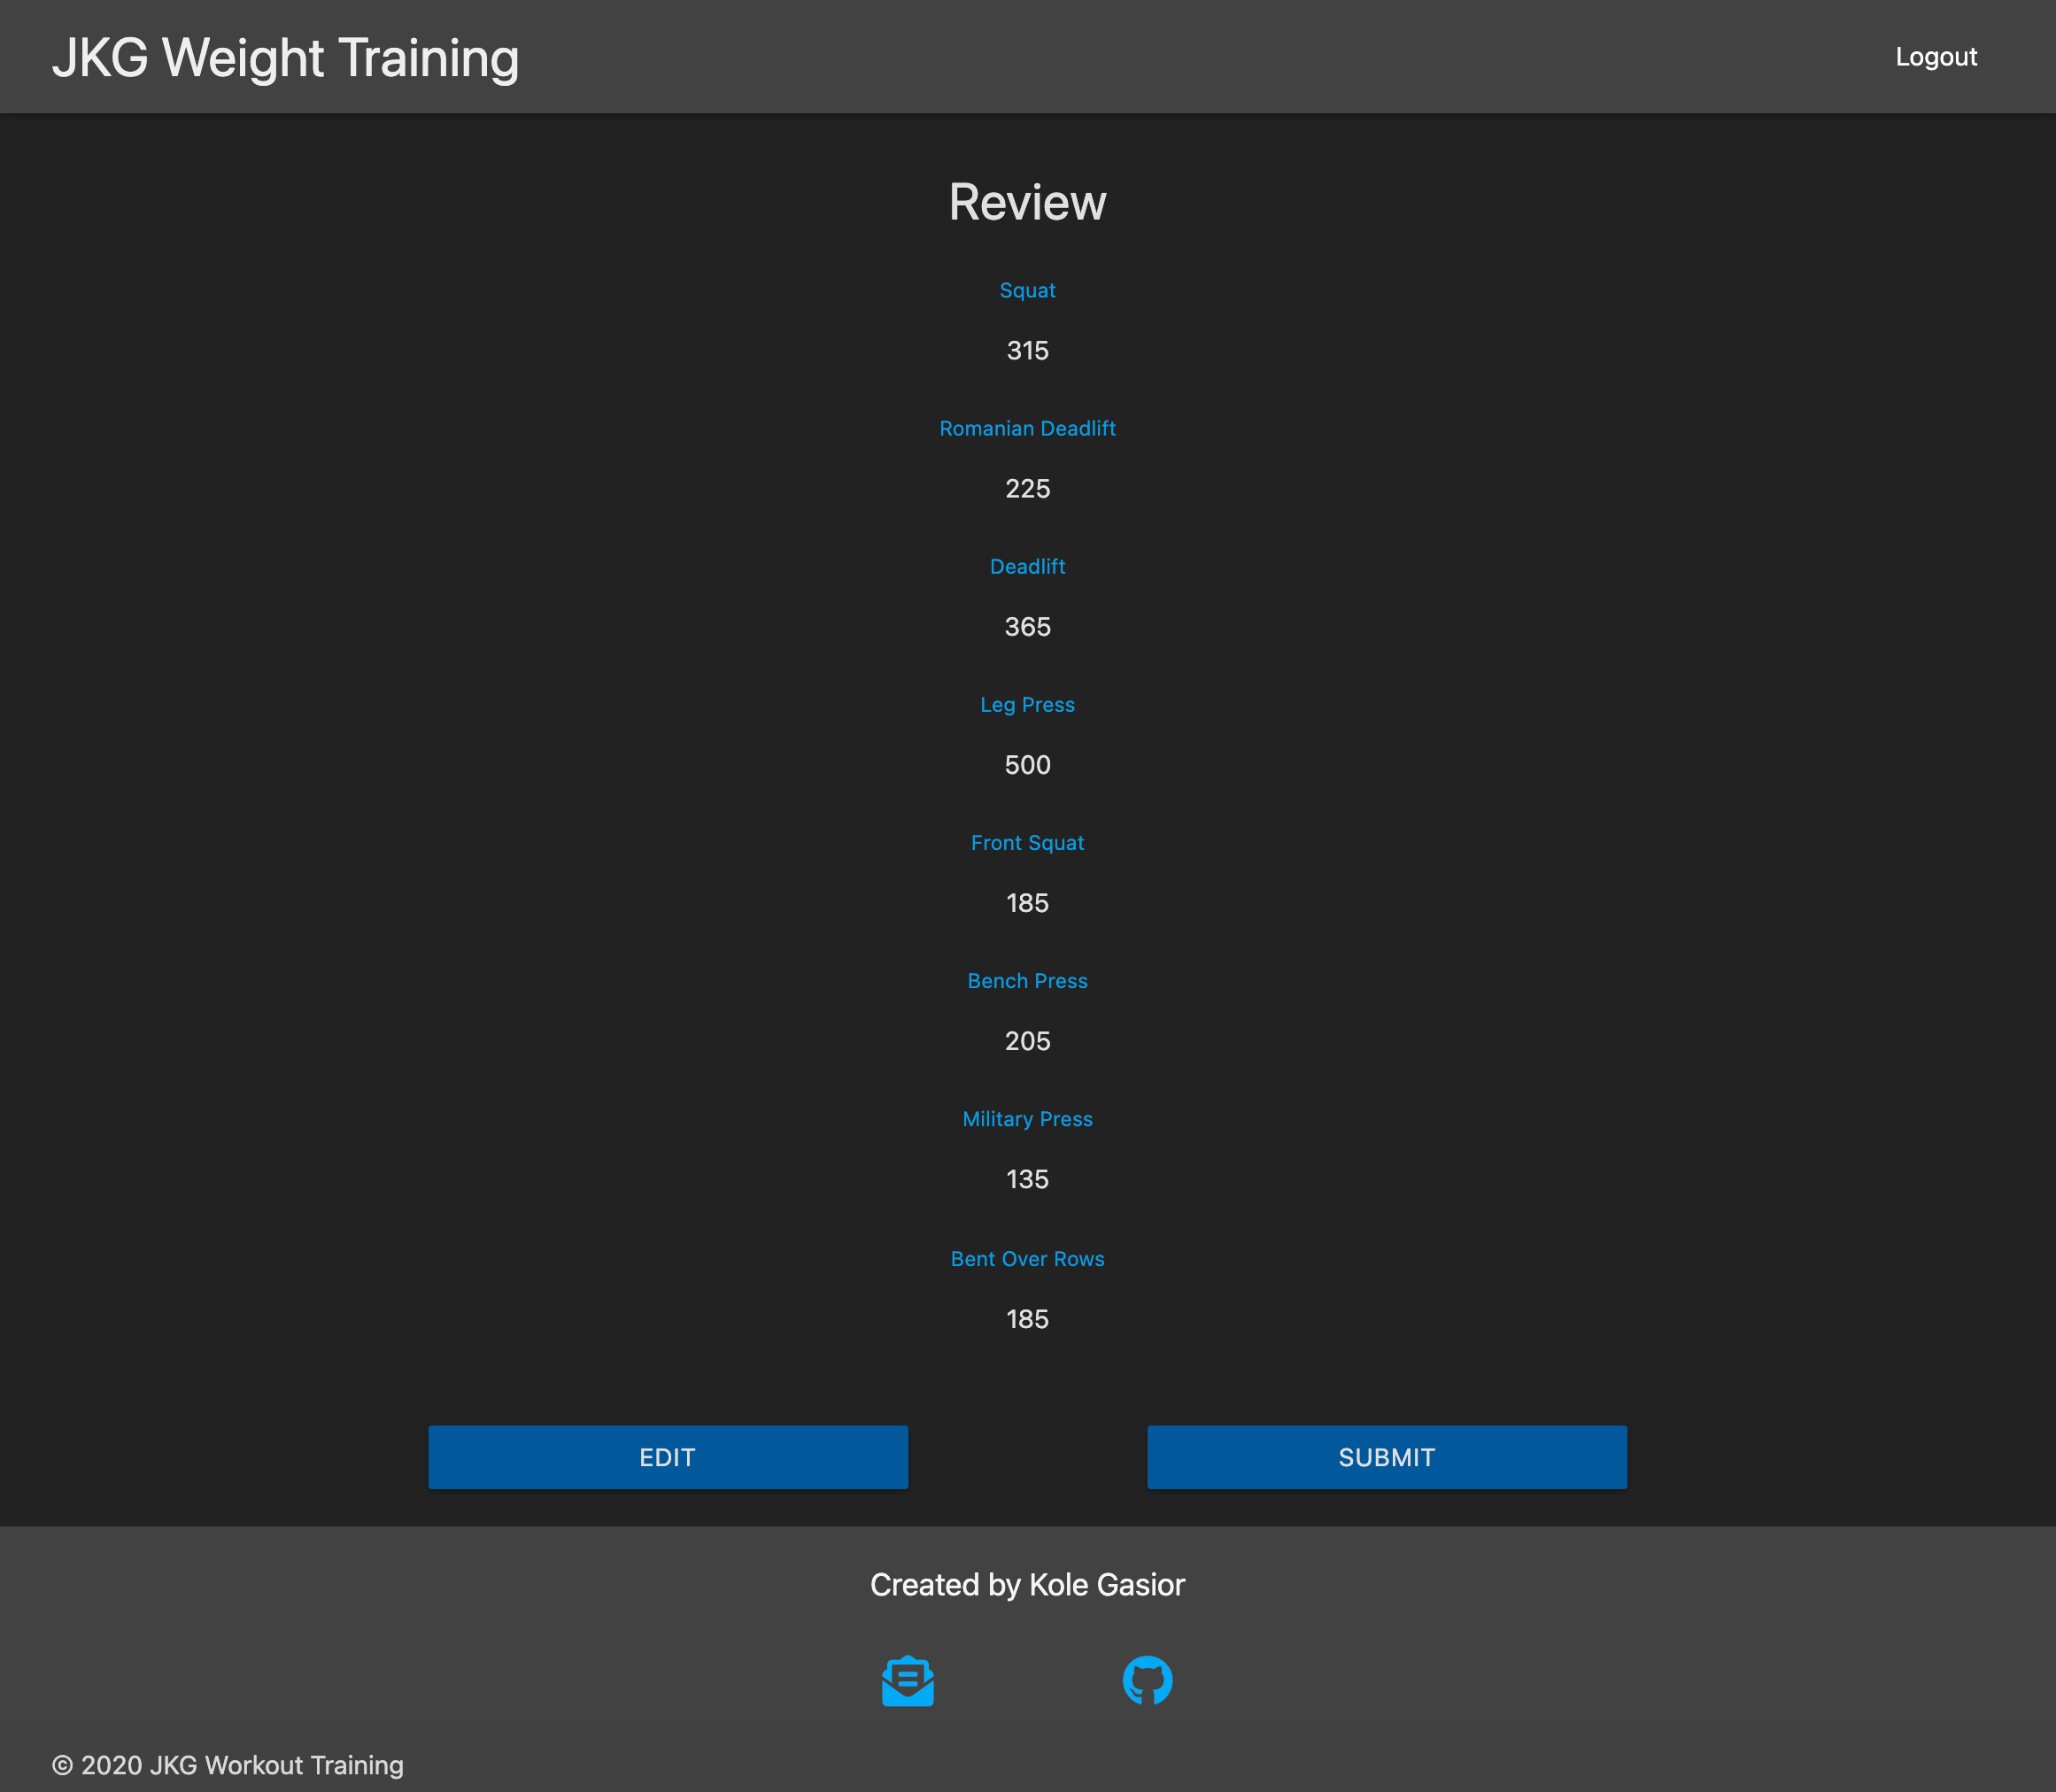 JKG Weight Training
Logout
Review
Squat
315
Romanian Deadlift
225
Deadlift
365
Leg Press
500
Front Squat
185
Bench Press
205
Military Press
135
Bent Over Rows
185
EDIT
SUBMIT
Created by Kole Gasior
© 2020 JKG Workout Training